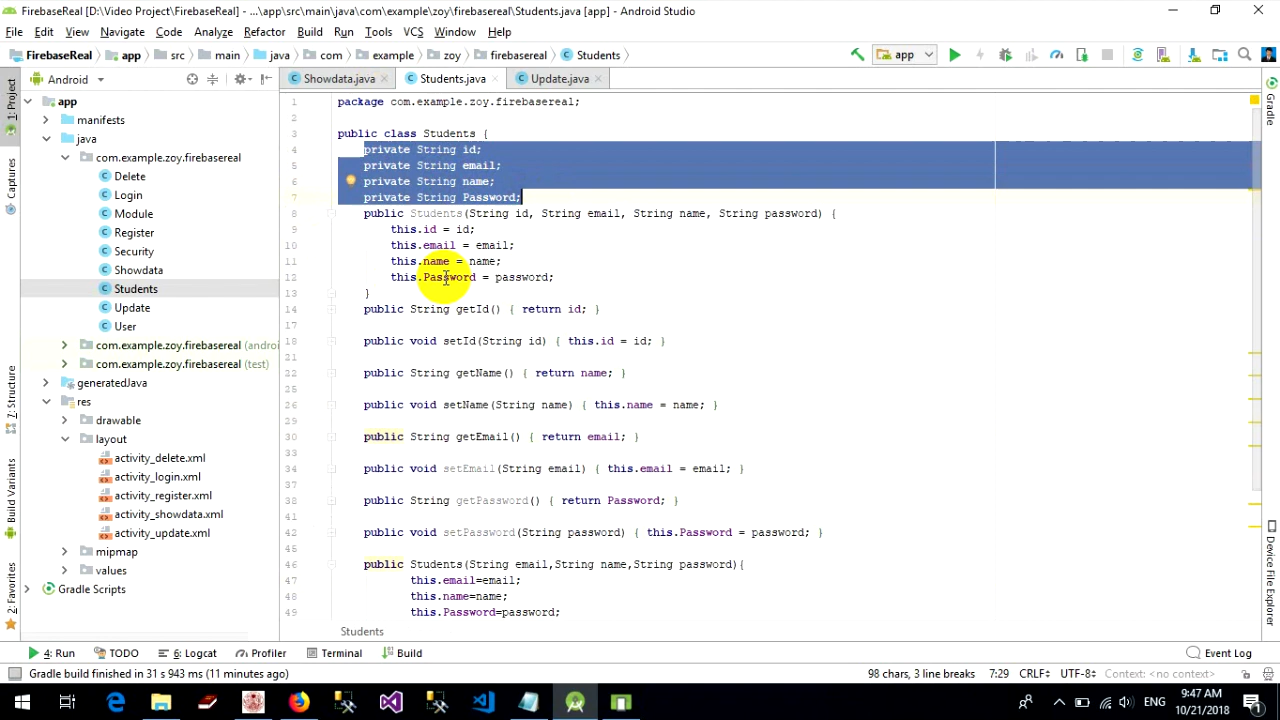 FirebaseReal [D:\Video Project\FirebaseReal] - ...\app\src\main\java\com\example\zoy\firebasereal\Students.java [app] - Android Studio
File Edit View Navigate Code Analyze Refactor Build Run Tools VCS Window Help
FirebaseReal app src main java com example zoy firebasereal Students app
Android Showdata.java Students.java Update.java
1: Project
Captures
7: Structure
Build Variants
2: Favorites
app
manifests
java
com.example.zoy.firebasereal
Delete
Login
Module
Register
Security
Showdata
Students
Update
User
com.example.zoy.firebasereal (androi
com.example.zoy.firebasereal (test)
generatedJava
res
drawable
layout
activity_delete.xml
activity_login.xml
activity_register.xml
activity_showdata.xml
activity_update.xml
mipmap
values
Gradle Scripts
1 package com.example.zoy.firebasereal;
2
3 public class Students {
4 private String id;
5 private String email;
6 private String name;
7 private String Password;
8 public Students(String id, String email, String name, String password) {
9 this.id = id;
10 this.email = email;
11 this.name = name;
12 this.Password = password;
13 }
14 public String getId() { return id; }
17
18 public void setId(String id) { this.id = id; }
21
22 public String getName() { return name; }
25
26 public void setName(String name) { this.name = name; }
29
30 public String getEmail() { return email; }
33
34 public void setEmail(String email) { this.email = email; }
37
38 public String getPassword() { return Password; }
41
42 public void setPassword(String password) { this.Password = password; }
45
46 public Students(String email,String name,String password){
47 this.email=email;
48 this.name=name;
49 this.Password=password;
Students
Gradle
Device File Explorer
4: Run TODO 6: Logcat Profiler Terminal Build Event Log
Gradle build finished in 31 s 943 ms (11 minutes ago) 98 chars, 3 line breaks 7:29 CRLF UTF-8 Context: <no context>
ENG 9:47 AM
10/21/2018
1